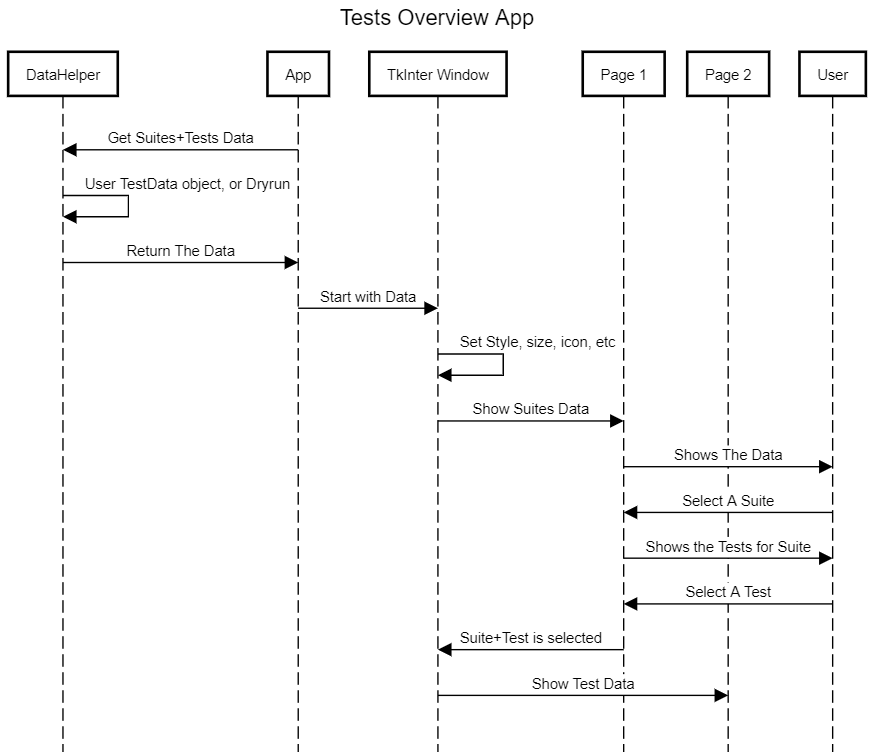 Tests Overview App
DataHelper
App
TkInter Window
Page 1
Page 2
User
Get Suites+Tests Data
User TestData object, or Dryrun
Return The Data
Start with Data
Set Style, size, icon, etc
Show Suites Data
Shows The Data
Select A Suite
Shows the Tests for Suite
Select A Test
Suite+Test is selected
Show Test Data